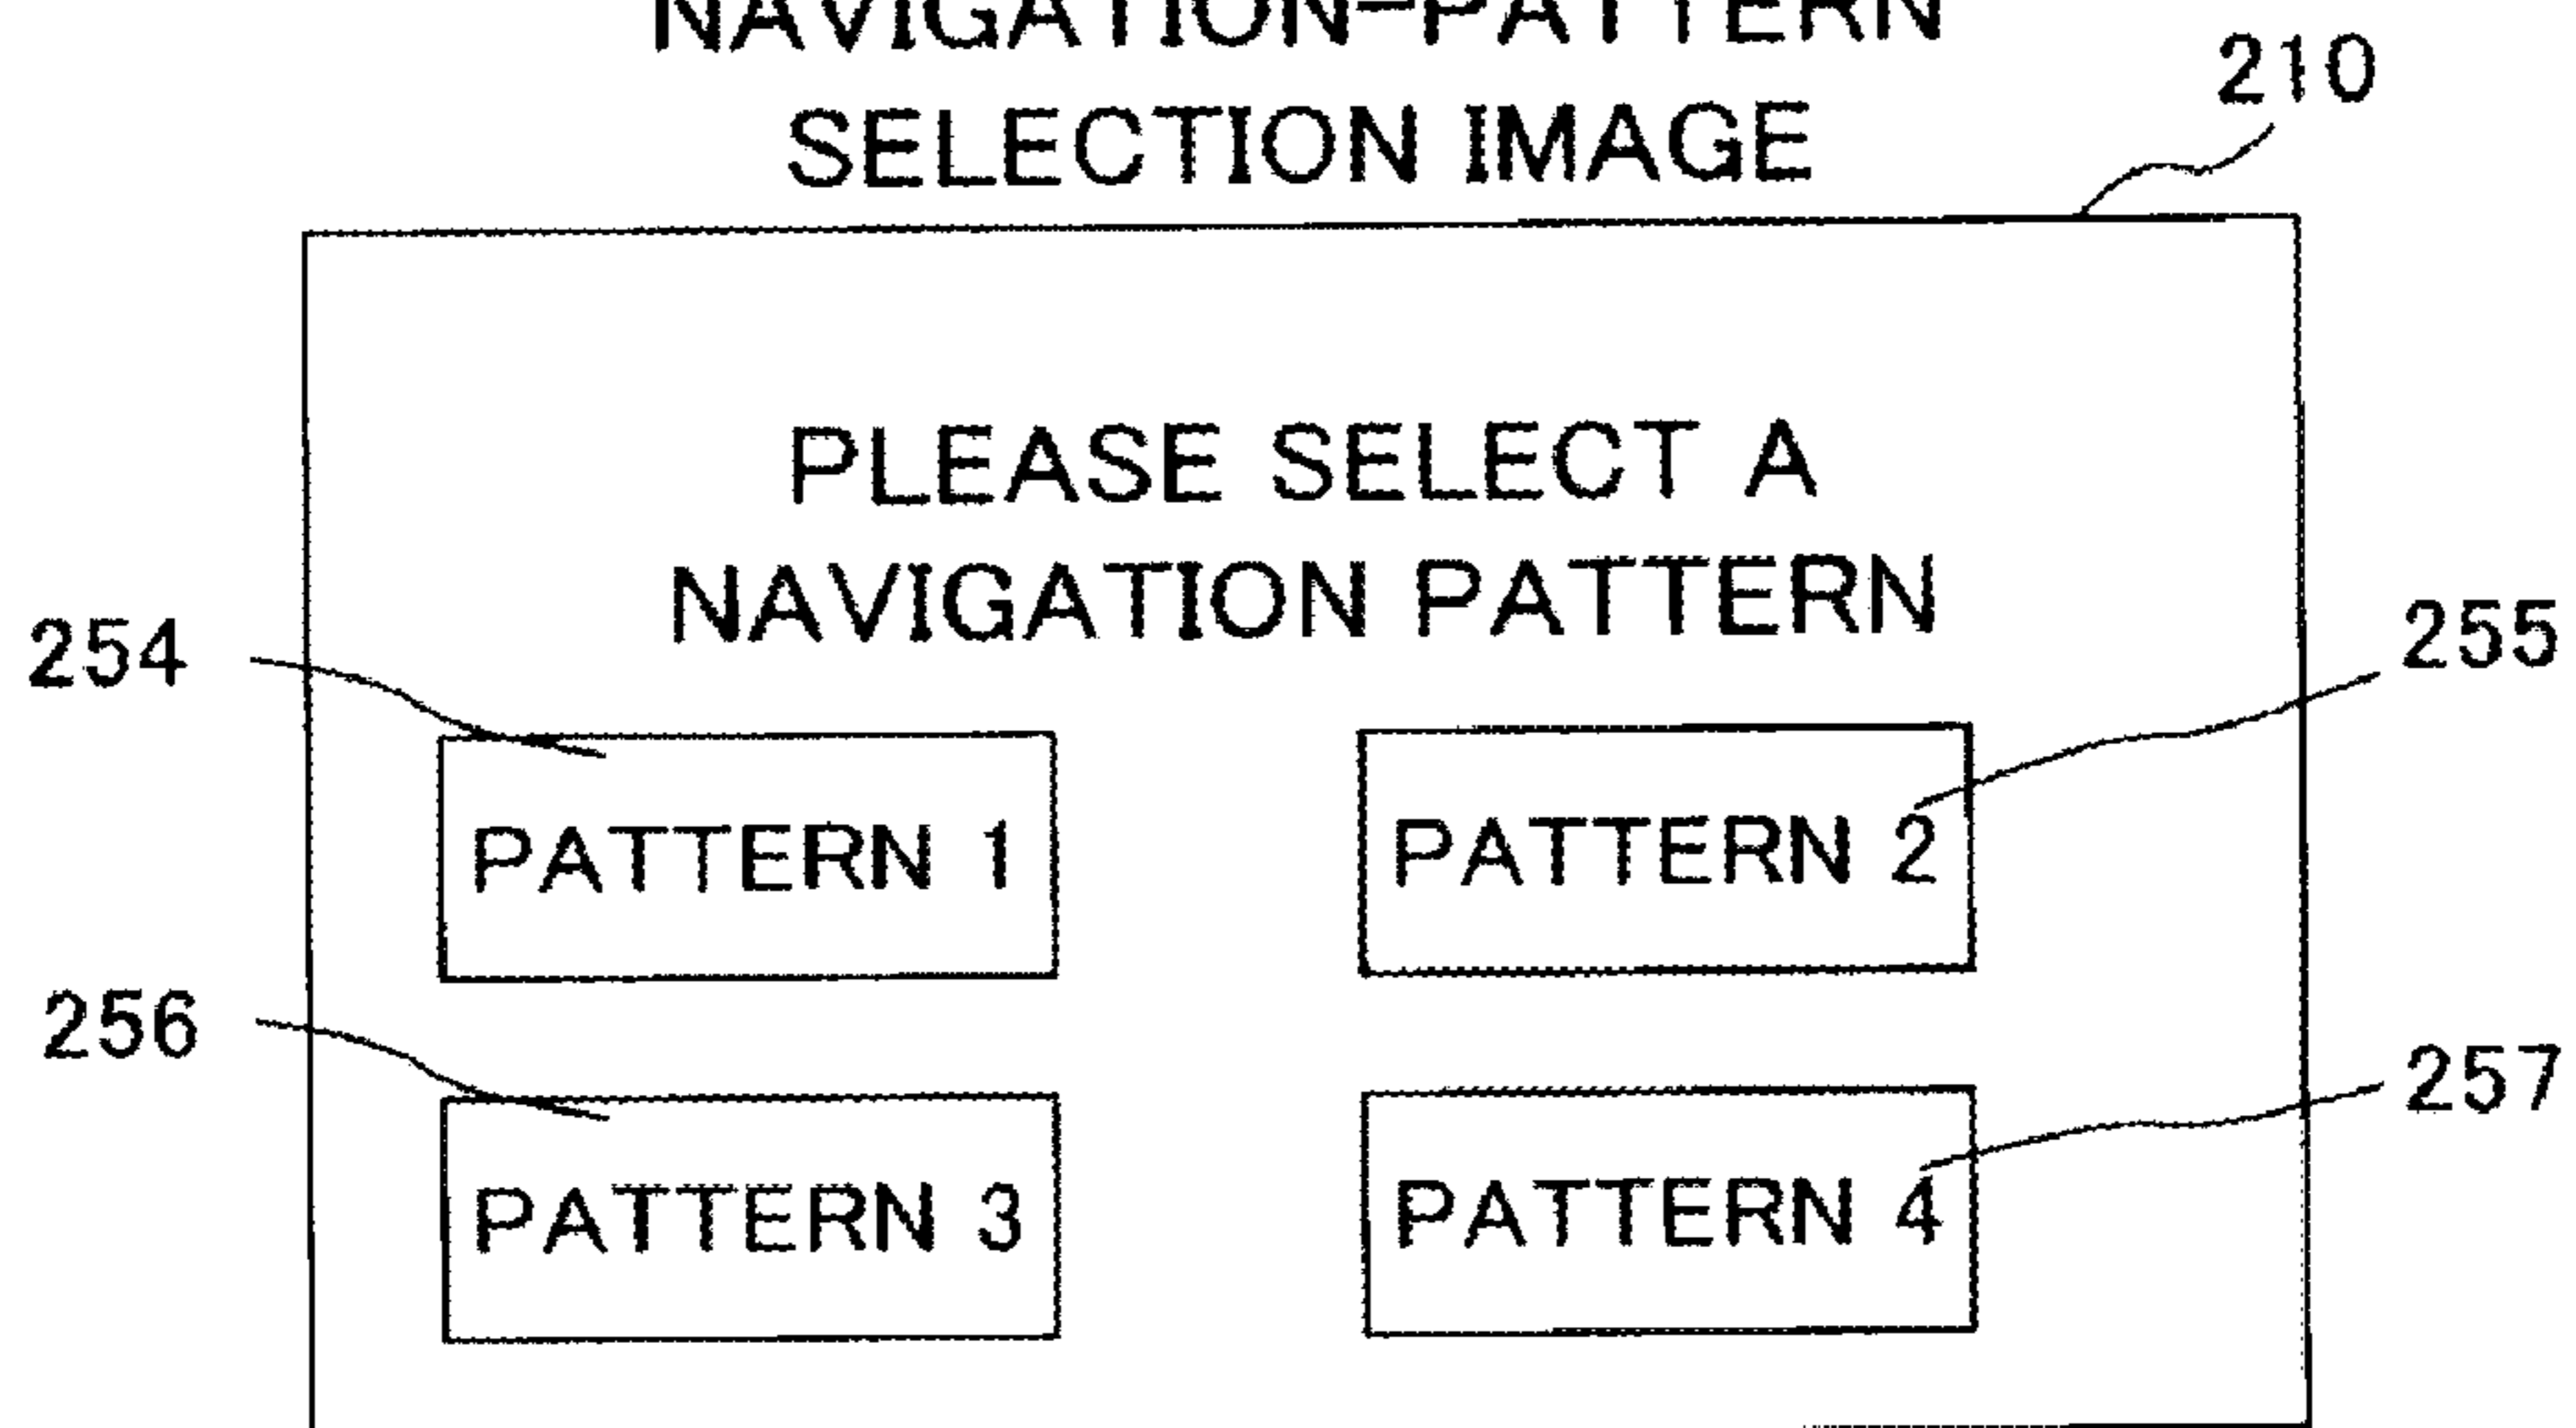 NAVIGATION-PATTERN
SELECTION IMAGE
210
PLEASE SELECT A
NAVIGATION PATTERN
254
255
PATTERN 1
PATTERN 2
256
257
PATTERN 3
PATTERN 4